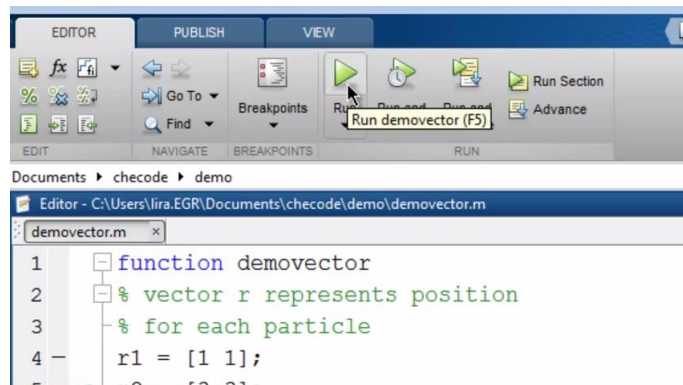 EDITOR PUBLISH VIEW
fx
Go To
Find
Breakpoints
Run
Run Section
Advance
Run demovector (F5)
EDIT NAVIGATE BREAKPOINTS RUN
Documents checode demo
Editor - C:\Users\lira.EGR\Documents\checode\demo\demovector.m
demovector.m
1 function demovector
2 % vector r represents position
3 % for each particle
4 r1 = [1 1];